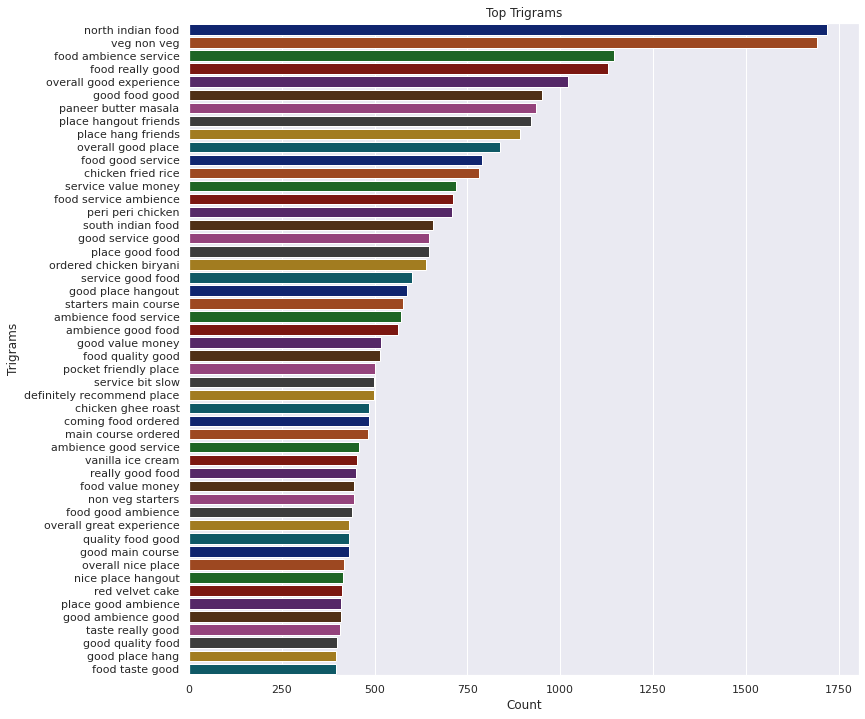 Top Trigrams
north indian food
veg non veg
food ambience service
food really good
overall good experience
good food good
paneer butter masala
place hangout friends
place hang friends
overall good place
food good service
chicken fried rice
service value money
food service ambience
peri peri chicken
south indian food
good service good
place good food
ordered chicken biryani
service good food
good place hangout
starters main course
ambience food service
ambience good food
good value money
food quality good
pocket friendly place
service bit slow
definitely recommend place
chicken ghee roast
coming food ordered
main course ordered
ambience good service
vanilla ice cream
really good food
food value money
non veg starters
food good ambience
overall great experience
quality food good
good main course
overall nice place
nice place hangout
red velvet cake
place good ambience
good ambience good
taste really good
good quality food
good place hang
food taste good
Trigrams
0 250 500 750 1000 1250 1500 1750
Count